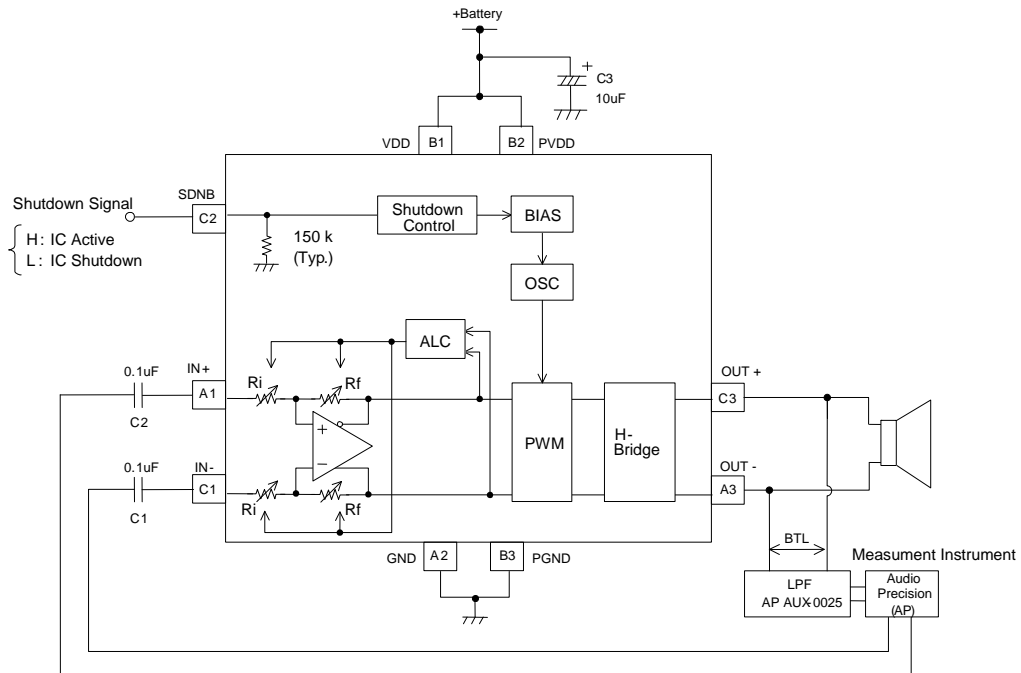 +Battery
+
C3
10uF
VDD
B1
B2
PVDD
SDNB
Shutdown Signal
C2
H: IC Active
L: IC Shutdown
150 k
(Typ.)
Shutdown
Control
BIAS
OSC
ALC
0.1uF
IN+
A1
C2
Ri
Rf
+
−
PWM
H-
Bridge
OUT +
C3
0.1uF
IN-
C1
C1
Ri
Rf
OUT -
A3
GND
A2
B3
PGND
BTL
Measument Instrument
LPF
AP AUX-0025
Audio
Precision
(AP)